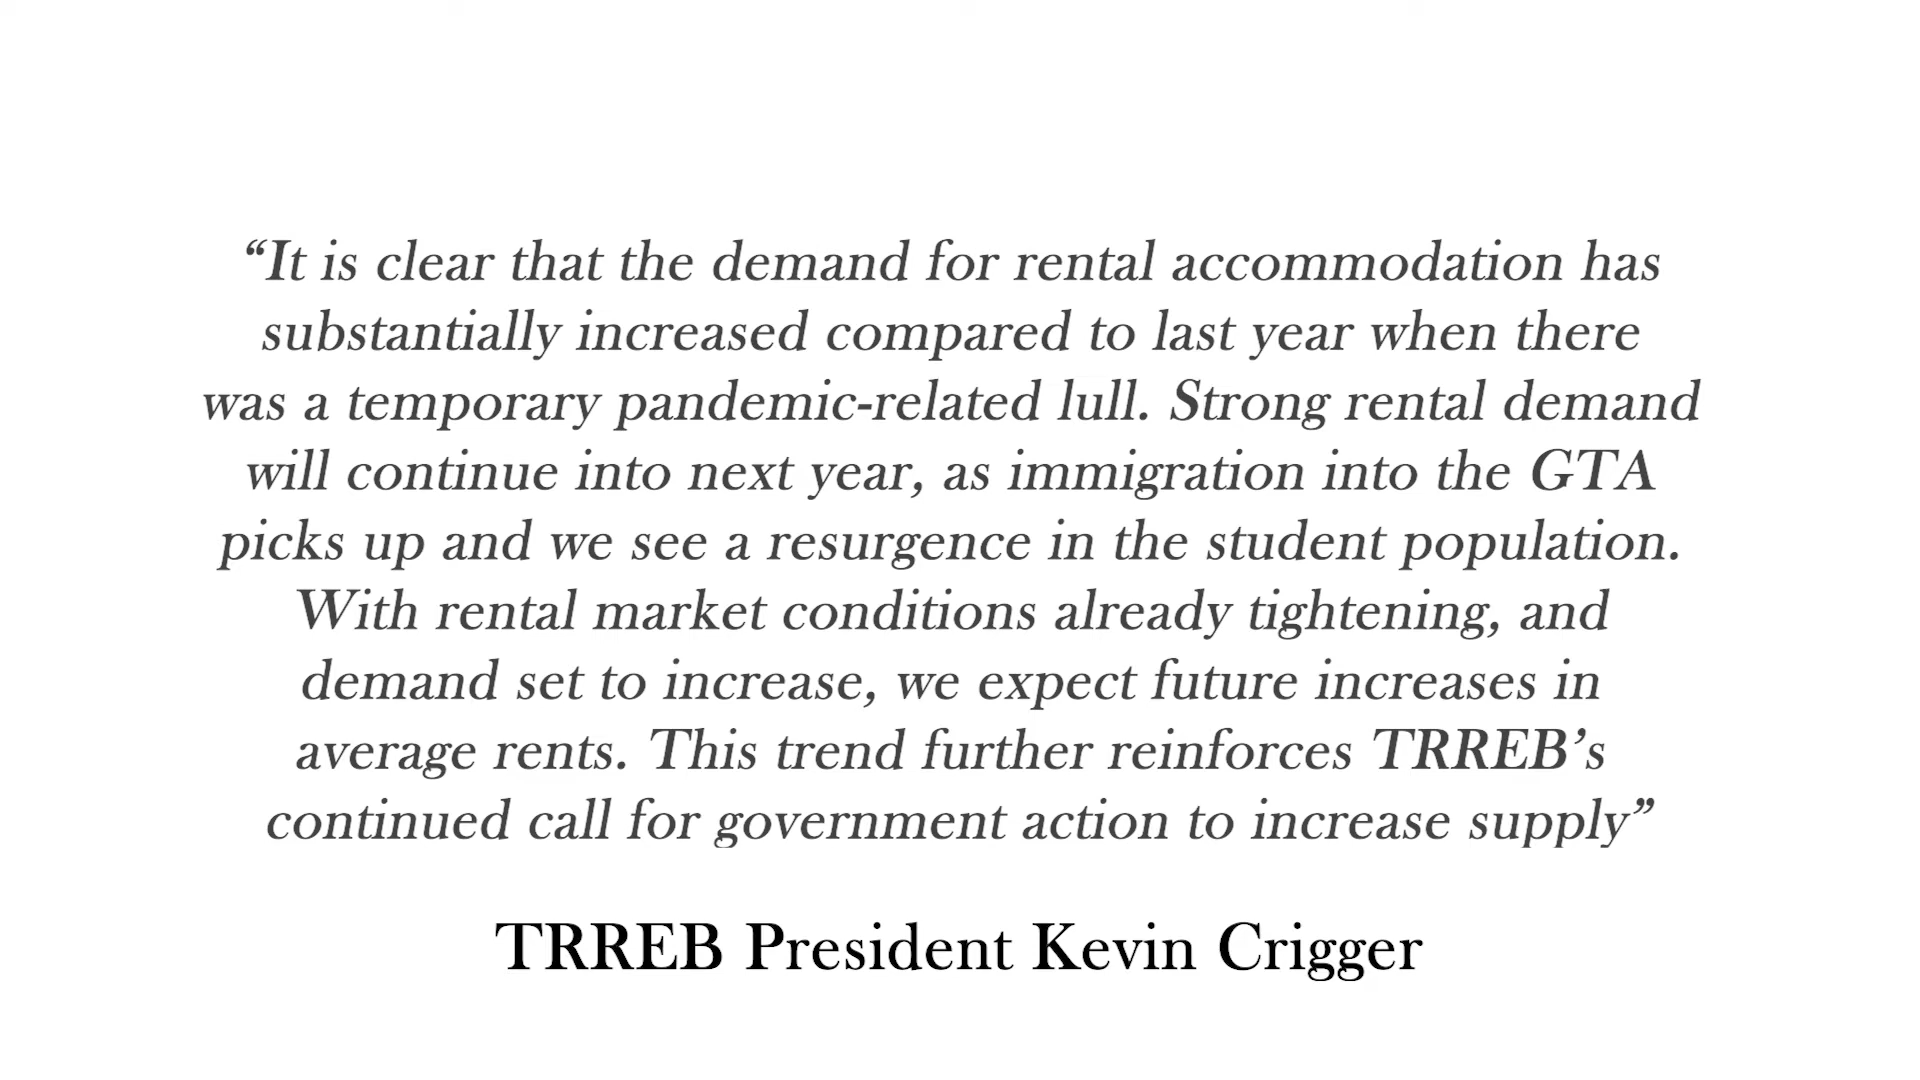 “It is clear that the demand for rental accommodation has
substantially increased compared to last year when there
was a temporary pandemic-related lull. Strong rental demand
will continue into next year, as immigration into the GTA
picks up and we see a resurgence in the student population.
With rental market conditions already tightening, and
demand set to increase, we expect future increases in
average rents. This trend further reinforces TRREB’s
continued call for government action to increase supply”
TRREB President Kevin Crigger